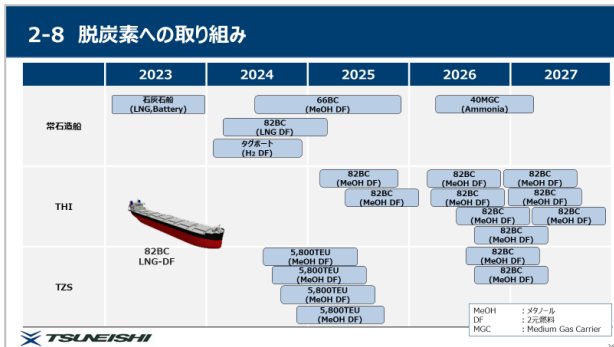 2-8 脱炭素への取り組み
2023
2024
2025
2026
2027
常石造船
石灰石船
(LNG,Battery)
66BC
(MeOH DF)
40MGC
(Ammonia)
82BC
(LNG DF)
タグボート
(H₂ DF)
THI
82BC
(MeOH DF)
82BC
(MeOH DF)
82BC
(MeOH DF)
82BC
(MeOH DF)
82BC
(MeOH DF)
82BC
(MeOH DF)
82BC
(MeOH DF)
82BC
(MeOH DF)
82BC
(MeOH DF)
82BC
LNG-DF
TZS
5,800TEU
(MeOH DF)
5,800TEU
(MeOH DF)
5,800TEU
(MeOH DF)
5,800TEU
(MeOH DF)
82BC
(MeOH DF)
82BC
(MeOH DF)
MeOH : メタノール
DF : 2元燃料
MGC : Medium Gas Carrier
TSUNEISHI